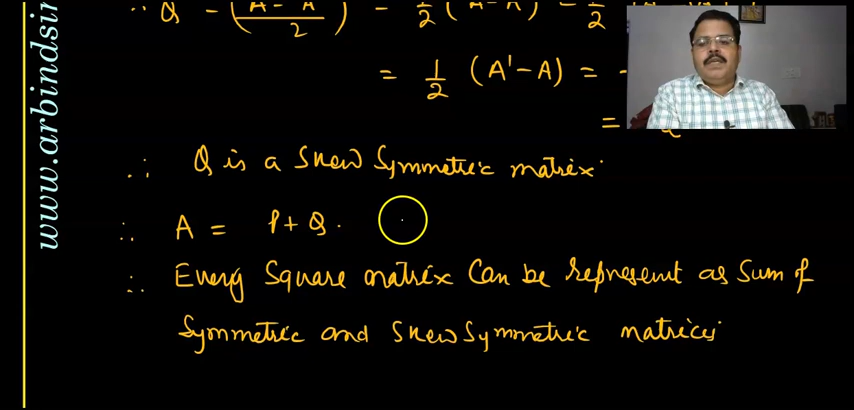 www.arbindsin
∴ Q =
= 1/2 (A' - A) = -
=
∴ Q is a Skew Symmetric matrix.
∴ A = P + Q.
∴ Every Square matrix Can be represent as Sum of
Symmetric and Skew Symmetric matrices